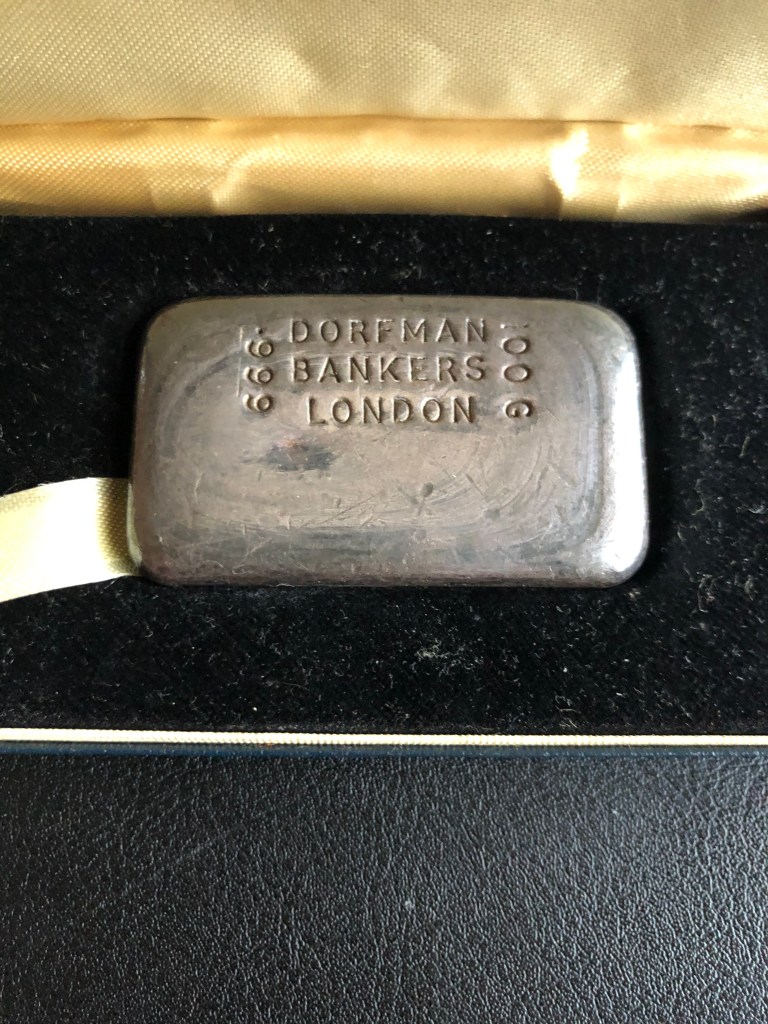 DORFMAN
BANKERS
LONDON
.999
100 G